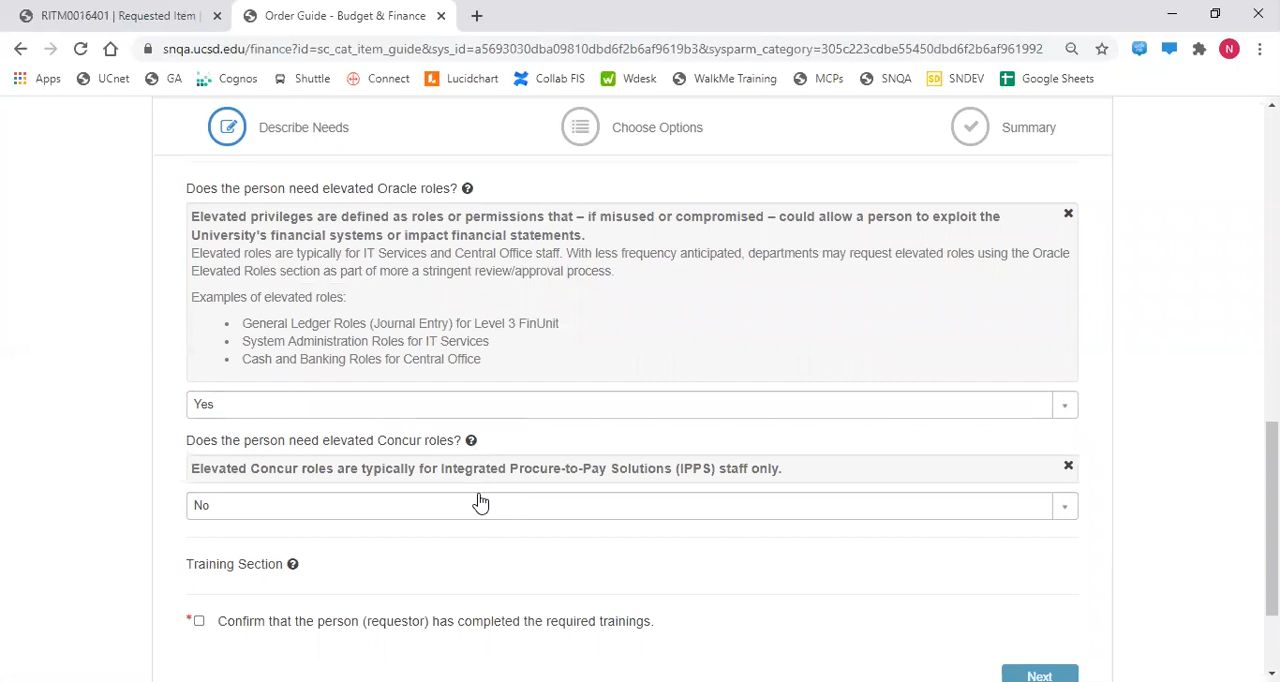 RITM0016401 | Requested Item
Order Guide - Budget & Finance
snqa.ucsd.edu/finance?id=sc_cat_item_guide&sys_id=a5693030dba09810dbd6f2b6af9619b3&sysparm_category=305c223cdbe55450dbd6f2b6af961992
N
Apps UCnet GA Cognos Shuttle Connect Lucidchart Collab FIS Wdesk WalkMe Training MCPs SNQA SD SNDEV Google Sheets
Describe Needs Choose Options Summary
Does the person need elevated Oracle roles?
Elevated privileges are defined as roles or permissions that – if misused or compromised – could allow a person to exploit the
University's financial systems or impact financial statements.
Elevated roles are typically for IT Services and Central Office staff. With less frequency anticipated, departments may request elevated roles using the Oracle
Elevated Roles section as part of more a stringent review/approval process.
Examples of elevated roles:
• General Ledger Roles (Journal Entry) for Level 3 FinUnit
• System Administration Roles for IT Services
• Cash and Banking Roles for Central Office
Yes
Does the person need elevated Concur roles?
Elevated Concur roles are typically for Integrated Procure-to-Pay Solutions (IPPS) staff only.
No
Training Section
* Confirm that the person (requestor) has completed the required trainings.
Next